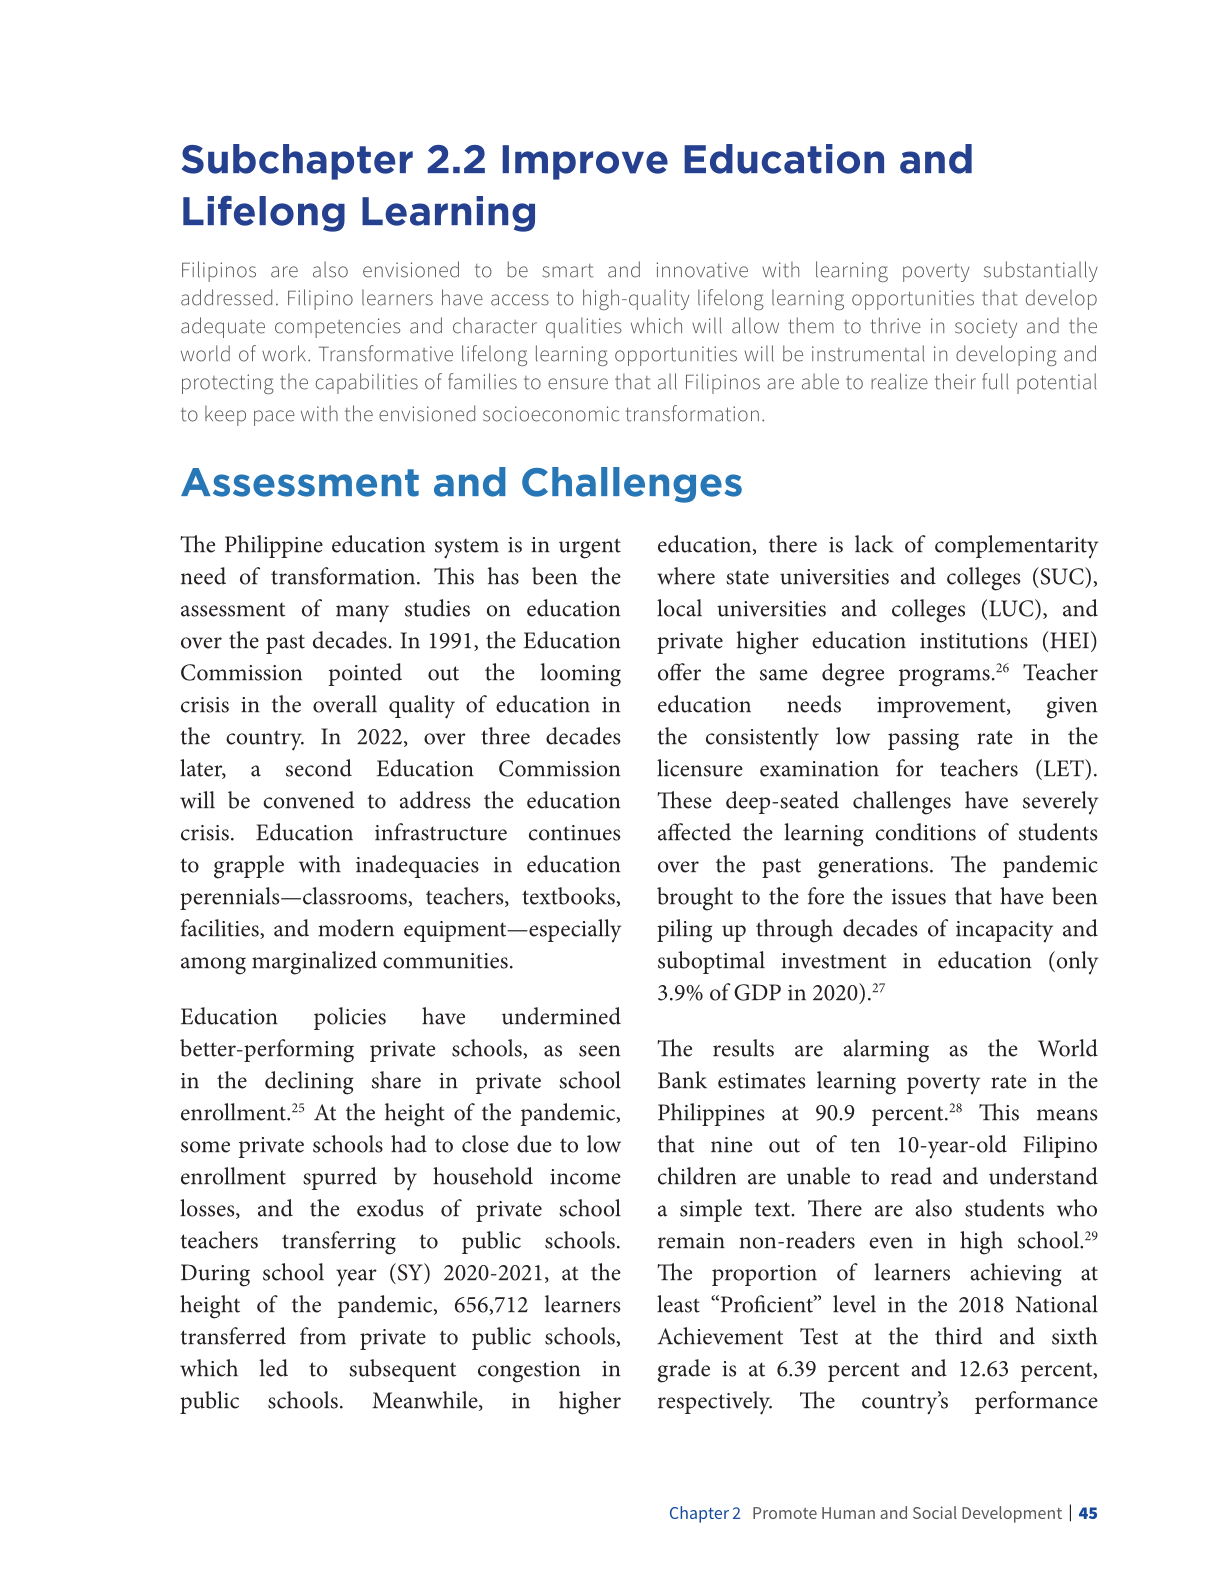 Subchapter 2.2 Improve Education and
Lifelong Learning
Filipinos are also envisioned to be smart and innovative with learning poverty substantially
addressed. Filipino learners have access to high-quality lifelong learning opportunities that develop
adequate competencies and character qualities which will allow them to thrive in society and the
world of work. Transformative lifelong learning opportunities will be instrumental in developing and
protecting the capabilities of families to ensure that all Filipinos are able to realize their full potential
to keep pace with the envisioned socioeconomic transformation.
Assessment and Challenges
The Philippine education system is in urgent
need of transformation. This has been the
assessment of many studies on education
over the past decades. In 1991, the Education
Commission pointed out the looming
crisis in the overall quality of education in
the country. In 2022, over three decades
later, a second Education Commission
will be convened to address the education
crisis. Education infrastructure continues
to grapple with inadequacies in education
perennials—classrooms, teachers, textbooks,
facilities, and modern equipment—especially
among marginalized communities.
Education policies have undermined
better-performing private schools, as seen
in the declining share in private school
enrollment.25 At the height of the pandemic,
some private schools had to close due to low
enrollment spurred by household income
losses, and the exodus of private school
teachers transferring to public schools.
During school year (SY) 2020-2021, at the
height of the pandemic, 656,712 learners
transferred from private to public schools,
which led to subsequent congestion in
public schools. Meanwhile, in higher
education, there is lack of complementarity
where state universities and colleges (SUC),
local universities and colleges (LUC), and
private higher education institutions (HEI)
offer the same degree programs.26 Teacher
education needs improvement, given
the consistently low passing rate in the
licensure examination for teachers (LET).
These deep-seated challenges have severely
affected the learning conditions of students
over the past generations. The pandemic
brought to the fore the issues that have been
piling up through decades of incapacity and
suboptimal investment in education (only
3.9% of GDP in 2020).27
The results are alarming as the World
Bank estimates learning poverty rate in the
Philippines at 90.9 percent.28 This means
that nine out of ten 10-year-old Filipino
children are unable to read and understand
a simple text. There are also students who
remain non-readers even in high school.29
The proportion of learners achieving at
least “Proficient” level in the 2018 National
Achievement Test at the third and sixth
grade is at 6.39 percent and 12.63 percent,
respectively. The country’s performance
Chapter 2 Promote Human and Social Development | 45